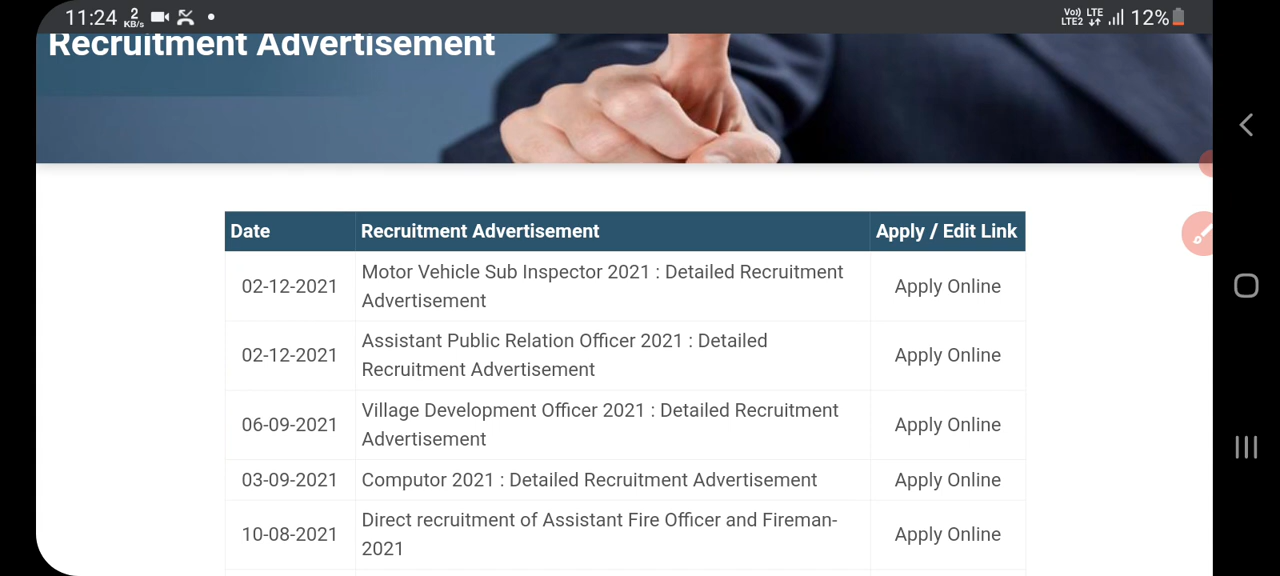 11:24 2 KB/s Vo) LTE LTE2 12%
Recruitment Advertisement
Date Recruitment Advertisement Apply / Edit Link
02-12-2021 Motor Vehicle Sub Inspector 2021 : Detailed Recruitment Apply Online
Advertisement
02-12-2021 Assistant Public Relation Officer 2021 : Detailed Apply Online
Recruitment Advertisement
06-09-2021 Village Development Officer 2021 : Detailed Recruitment Apply Online
Advertisement
03-09-2021 Computor 2021 : Detailed Recruitment Advertisement Apply Online
10-08-2021 Direct recruitment of Assistant Fire Officer and Fireman- Apply Online
2021